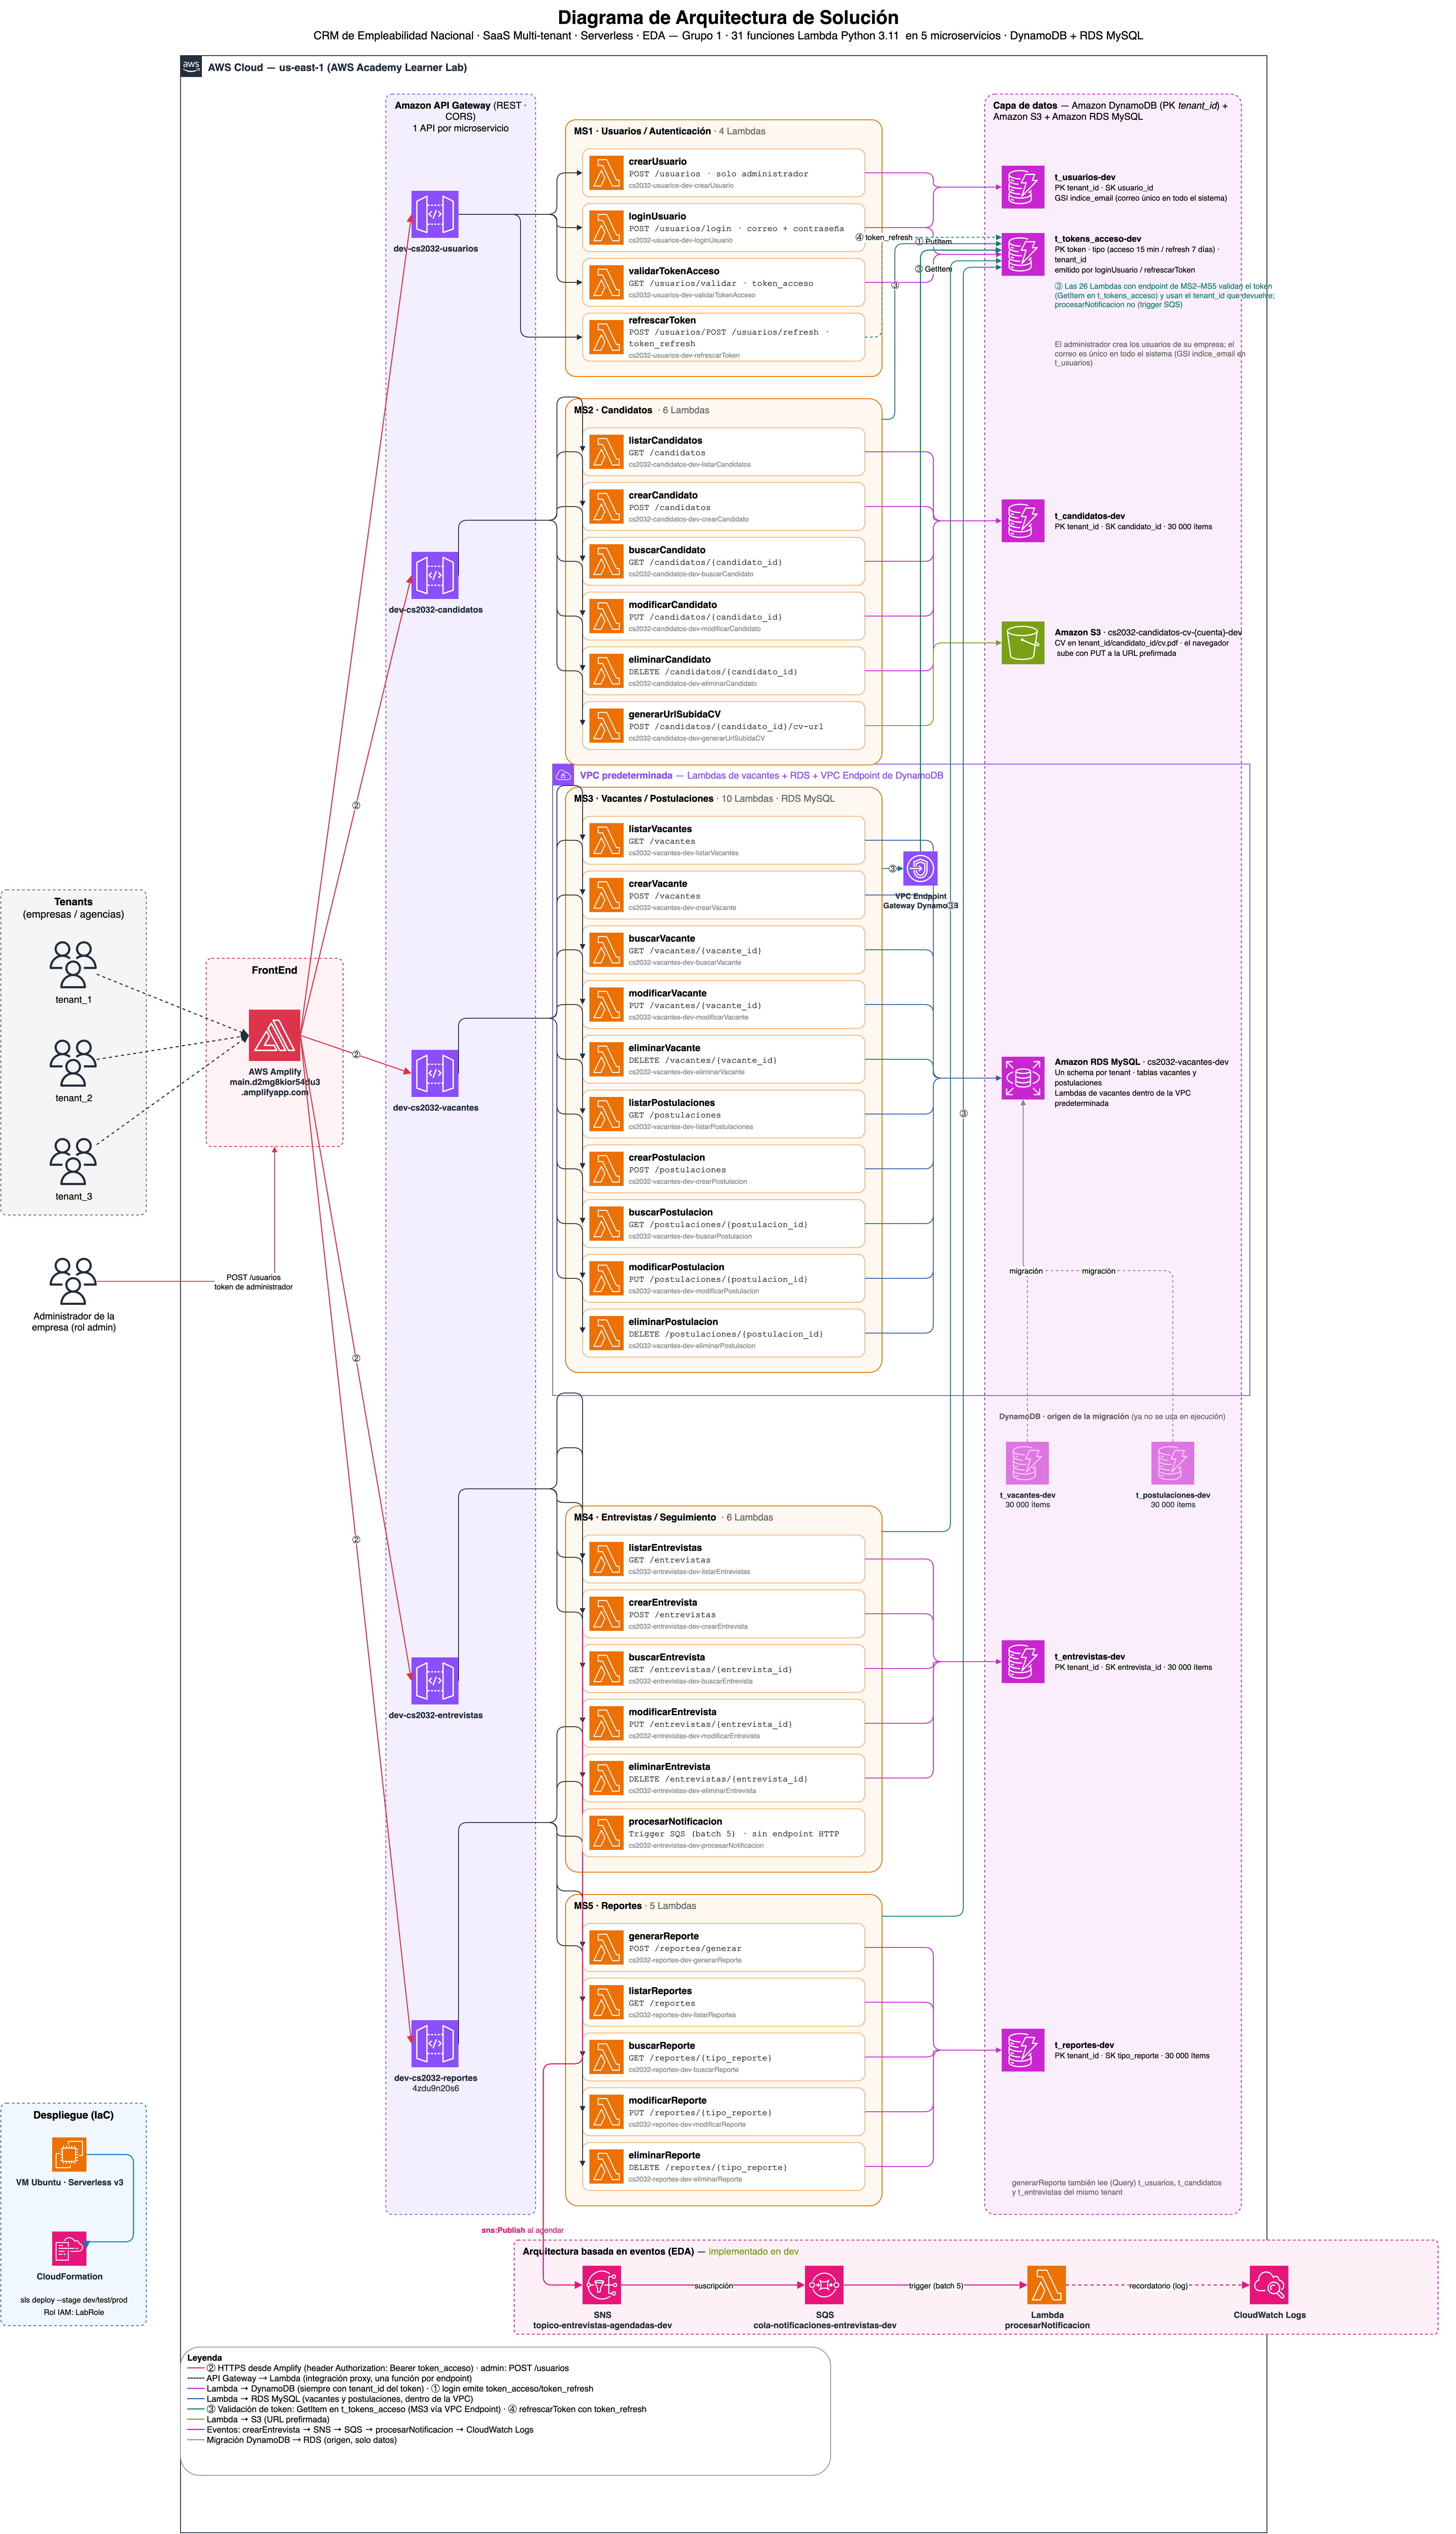 Diagrama de Arquitectura de Solución
CRM de Empleabilidad Nacional · SaaS Multi-tenant · Serverless · EDA — Grupo 1 · 31 funciones Lambda Python 3.11 en 5 microservicios · DynamoDB + RDS MySQL
aws
AWS Cloud — us-east-1 (AWS Academy Learner Lab)
Amazon API Gateway (REST ·
CORS)
1 API por microservicio
dev-cs2032-usuarios
dev-cs2032-candidatos
dev-cs2032-vacantes
dev-cs2032-entrevistas
dev-cs2032-reportes
4zdu9n20s6
MS1 · Usuarios / Autenticación · 4 Lambdas
crearUsuario
POST /usuarios · solo administrador
cs2032-usuarios-dev-crearUsuario
loginUsuario
POST /usuarios/login · correo + contraseña
cs2032-usuarios-dev-loginUsuario
validarTokenAcceso
GET /usuarios/validar · token_acceso
cs2032-usuarios-dev-validarTokenAcceso
refrescarToken
POST /usuarios/POST /usuarios/refresh ·
token_refresh
cs2032-usuarios-dev-refrescarToken
④ token_refresh
① PutItem
③ GetItem
③
MS2 · Candidatos · 6 Lambdas
listarCandidatos
GET /candidatos
cs2032-candidatos-dev-listarCandidatos
crearCandidato
POST /candidatos
cs2032-candidatos-dev-crearCandidato
buscarCandidato
GET /candidatos/{candidato_id}
cs2032-candidatos-dev-buscarCandidato
modificarCandidato
PUT /candidatos/{candidato_id}
cs2032-candidatos-dev-modificarCandidato
eliminarCandidato
DELETE /candidatos/{candidato_id}
cs2032-candidatos-dev-eliminarCandidato
generarUrlSubidaCV
POST /candidatos/{candidato_id}/cv-url
cs2032-candidatos-dev-generarUrlSubidaCV
VPC predeterminada — Lambdas de vacantes + RDS + VPC Endpoint de DynamoDB
MS3 · Vacantes / Postulaciones · 10 Lambdas · RDS MySQL
listarVacantes
GET /vacantes
cs2032-vacantes-dev-listarVacantes
crearVacante
POST /vacantes
cs2032-vacantes-dev-crearVacante
buscarVacante
GET /vacantes/{vacante_id}
cs2032-vacantes-dev-buscarVacante
modificarVacante
PUT /vacantes/{vacante_id}
cs2032-vacantes-dev-modificarVacante
eliminarVacante
DELETE /vacantes/{vacante_id}
cs2032-vacantes-dev-eliminarVacante
listarPostulaciones
GET /postulaciones
cs2032-vacantes-dev-listarPostulaciones
crearPostulacion
POST /postulaciones
cs2032-vacantes-dev-crearPostulacion
buscarPostulacion
GET /postulaciones/{postulacion_id}
cs2032-vacantes-dev-buscarPostulacion
modificarPostulacion
PUT /postulaciones/{postulacion_id}
cs2032-vacantes-dev-modificarPostulacion
eliminarPostulacion
DELETE /postulaciones/{postulacion_id}
cs2032-vacantes-dev-eliminarPostulacion
③
VPC Endpoint
Gateway DynamoDB
③
③
MS4 · Entrevistas / Seguimiento · 6 Lambdas
listarEntrevistas
GET /entrevistas
cs2032-entrevistas-dev-listarEntrevistas
crearEntrevista
POST /entrevistas
cs2032-entrevistas-dev-crearEntrevista
buscarEntrevista
GET /entrevistas/{entrevista_id}
cs2032-entrevistas-dev-buscarEntrevista
modificarEntrevista
PUT /entrevistas/{entrevista_id}
cs2032-entrevistas-dev-modificarEntrevista
eliminarEntrevista
DELETE /entrevistas/{entrevista_id}
cs2032-entrevistas-dev-eliminarEntrevista
procesarNotificacion
Trigger SQS (batch 5) · sin endpoint HTTP
cs2032-entrevistas-dev-procesarNotificacion
MS5 · Reportes · 5 Lambdas
generarReporte
POST /reportes/generar
cs2032-reportes-dev-generarReporte
listarReportes
GET /reportes
cs2032-reportes-dev-listarReportes
buscarReporte
GET /reportes/{tipo_reporte}
cs2032-reportes-dev-buscarReporte
modificarReporte
PUT /reportes/{tipo_reporte}
cs2032-reportes-dev-modificarReporte
eliminarReporte
DELETE /reportes/{tipo_reporte}
cs2032-reportes-dev-eliminarReporte
Capa de datos — Amazon DynamoDB (PK tenant_id) +
Amazon S3 + Amazon RDS MySQL
t_usuarios-dev
PK tenant_id · SK usuario_id
GSI indice_email (correo único en todo el sistema)
t_tokens_acceso-dev
PK token · tipo (acceso 15 min / refresh 7 días) ·
tenant_id
emitido por loginUsuario / refrescarToken
③ Las 26 Lambdas con endpoint de MS2–MS5 validan el token
(GetItem en t_tokens_acceso) y usan el tenant_id que devuelve;
procesarNotificacion no (trigger SQS)
El administrador crea los usuarios de su empresa; el
correo es único en todo el sistema (GSI indice_email en
t_usuarios)
t_candidatos-dev
PK tenant_id · SK candidato_id · 30 000 ítems
Amazon S3 · cs2032-candidatos-cv-{cuenta}-dev
CV en tenant_id/candidato_id/cv.pdf · el navegador
sube con PUT a la URL prefirmada
Amazon RDS MySQL · cs2032-vacantes-dev
Un schema por tenant · tablas vacantes y
postulaciones
Lambdas de vacantes dentro de la VPC
predeterminada
migración
migración
DynamoDB · origen de la migración (ya no se usa en ejecución)
t_vacantes-dev
30 000 ítems
t_postulaciones-dev
30 000 ítems
t_entrevistas-dev
PK tenant_id · SK entrevista_id · 30 000 ítems
t_reportes-dev
PK tenant_id · SK tipo_reporte · 30 000 ítems
generarReporte también lee (Query) t_usuarios, t_candidatos
y t_entrevistas del mismo tenant
Tenants
(empresas / agencias)
tenant_1
tenant_2
tenant_3
Administrador de la
empresa (rol admin)
POST /usuarios
token de administrador
FrontEnd
AWS Amplify
main.d2mg8kior54du3
.amplifyapp.com
②
②
②
②
Despliegue (IaC)
VM Ubuntu · Serverless v3
CloudFormation
sls deploy --stage dev/test/prod
Rol IAM: LabRole
sns:Publish al agendar
Arquitectura basada en eventos (EDA) — implementado en dev
SNS
topico-entrevistas-agendadas-dev
suscripción
SQS
cola-notificaciones-entrevistas-dev
trigger (batch 5)
Lambda
procesarNotificacion
recordatorio (log)
CloudWatch Logs
Leyenda
② HTTPS desde Amplify (header Authorization: Bearer token_acceso) · admin: POST /usuarios
API Gateway → Lambda (integración proxy, una función por endpoint)
Lambda → DynamoDB (siempre con tenant_id del token) · ① login emite token_acceso/token_refresh
Lambda → RDS MySQL (vacantes y postulaciones, dentro de la VPC)
③ Validación de token: GetItem en t_tokens_acceso (MS3 vía VPC Endpoint) · ④ refrescarToken con token_refresh
Lambda → S3 (URL prefirmada)
Eventos: crearEntrevista → SNS → SQS → procesarNotificacion → CloudWatch Logs
Migración DynamoDB → RDS (origen, solo datos)